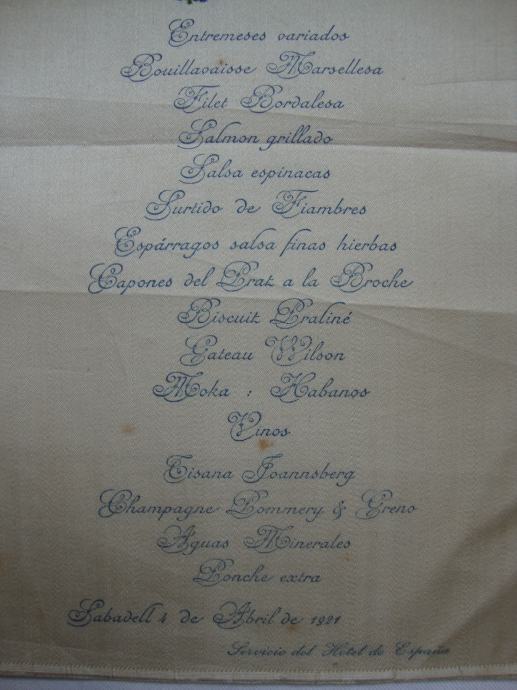 Entremeses variados
Bouillavaisse Marsellesa
Filet Bordalesa
Salmon grillado
Salsa espinacas
Surtido de Fiambres
Espárragos salsa finas hierbas
Capones del Prat a la Broche
Biscuit Praliné
Gateau Wilson
Moka : Habanos
Vinos
Tisana Joannsberg
Champagne Pommery & Greno
Aguas Minerales
Ponche extra
Sabadell 4 de Abril de 1921
Servicio del Hotel de España